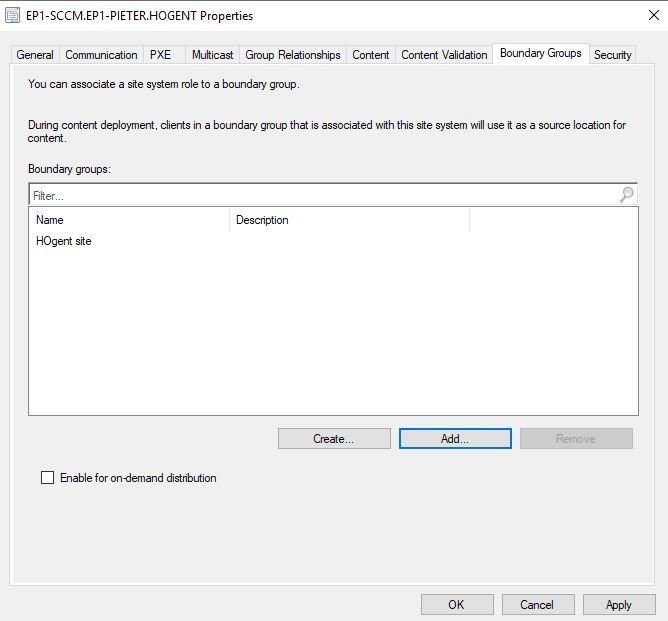 EP1-SCCM.EP1-PIETER.HOGENT Properties
General Communication PXE Multicast Group Relationships Content Content Validation Boundary Groups Security
You can associate a site system role to a boundary group.
During content deployment, clients in a boundary group that is associated with this site system will use it as a source location for
content.
Boundary groups:
Filter...
Name Description
HOgent site
Create... Add... Remove
Enable for on-demand distribution
OK Cancel Apply